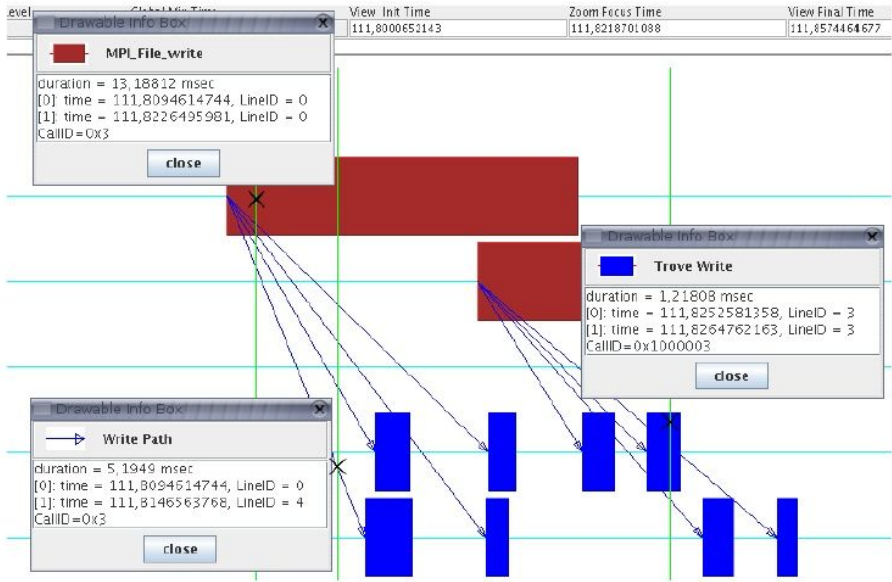 evel Global Min Time View Init Time Zoom Focus Time View Final Time
111,8000652143 111,8218701088 111,8574464677
Drawable Info Box
MPI_File_write
duration = 13,18812 msec
[0]: time = 111,8094614744, LineID = 0
[1]: time = 111,8226495981, LineID = 0
CallID=0x3
close
Drawable Info Box
Trove Write
duration = 1,21808 msec
[0]: time = 111,8252581358, LineID = 3
[1]: time = 111,8264762163, LineID = 3
CallID=0x1000003
close
Drawable Info Box
Write Path
duration = 5,1949 msec
[0]: time = 111,8094614744, LineID = 0
[1]: time = 111,8146563768, LineID = 4
CallID=0x3
close